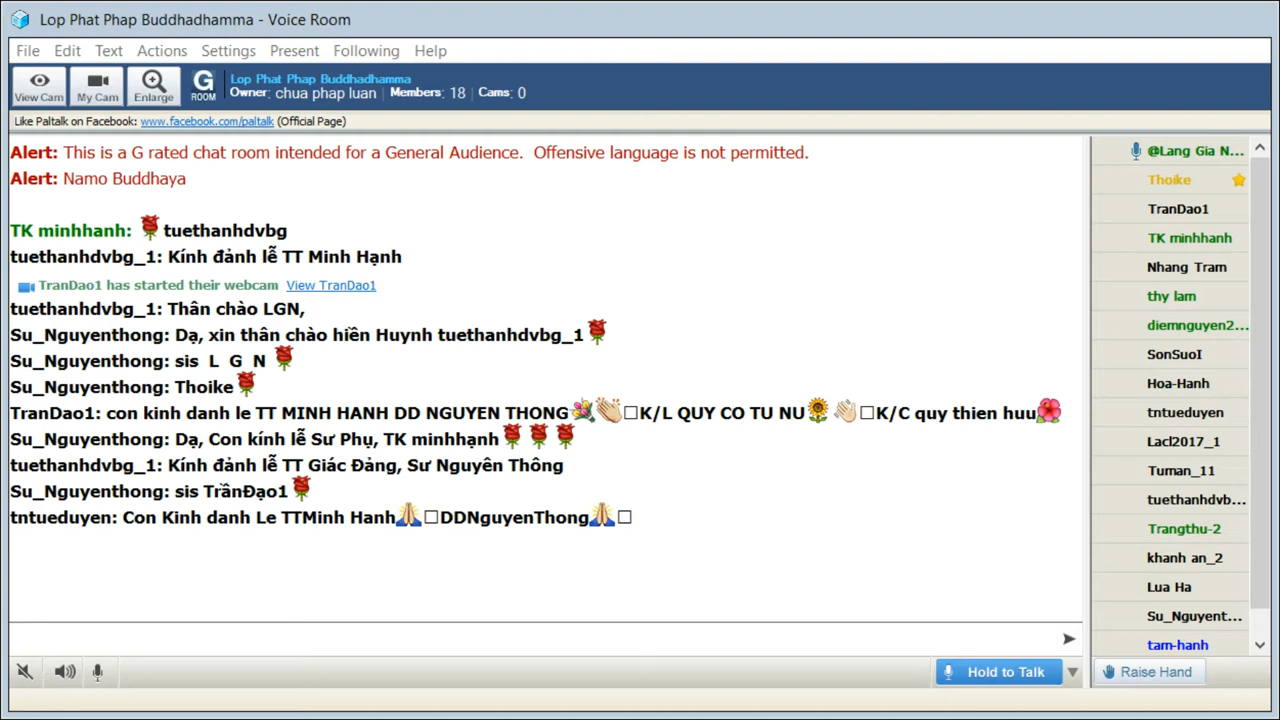 Lop Phat Phap Buddhadhamma - Voice Room
File Edit Text Actions Settings Present Following Help
View Cam My Cam Enlarge G ROOM
Lop Phat Phap Buddhadhamma
Owner: chua phap luan Members: 18 Cams: 0
Like Paltalk on Facebook: www.facebook.com/paltalk (Official Page)
Alert: This is a G rated chat room intended for a General Audience. Offensive language is not permitted.
Alert: Namo Buddhaya
TK minhhanh: tuethanhdvbg
tuethanhdvbg_1: Kính đảnh lễ TT Minh Hạnh
TranDao1 has started their webcam View TranDao1
tuethanhdvbg_1: Thân chào LGN,
Su_Nguyenthong: Dạ, xin thân chào hiền Huynh tuethanhdvbg_1
Su_Nguyenthong: sis L G N
Su_Nguyenthong: Thoike
TranDao1: con kinh danh le TT MINH HANH DD NGUYEN THONG K/L QUY CO TU NU K/C quy thien huu
Su_Nguyenthong: Dạ, Con kính lễ Sư Phụ, TK minhhạnh
tuethanhdvbg_1: Kính đảnh lễ TT Giác Đảng, Sư Nguyên Thông
Su_Nguyenthong: sis TrầnĐạo1
tntueduyen: Con Kinh danh Le TTMinh Hanh DDNguyenThong
@Lang Gia N...
Thoike
TranDao1
TK minhhanh
Nhang Tram
thy lam
diemnguyen2...
SonSuoI
Hoa-Hanh
tntueduyen
Lacl2017_1
Tuman_11
tuethanhdvb...
Trangthu-2
khanh an_2
Lua Ha
Su_Nguyent...
tam-hanh
Hold to Talk
Raise Hand